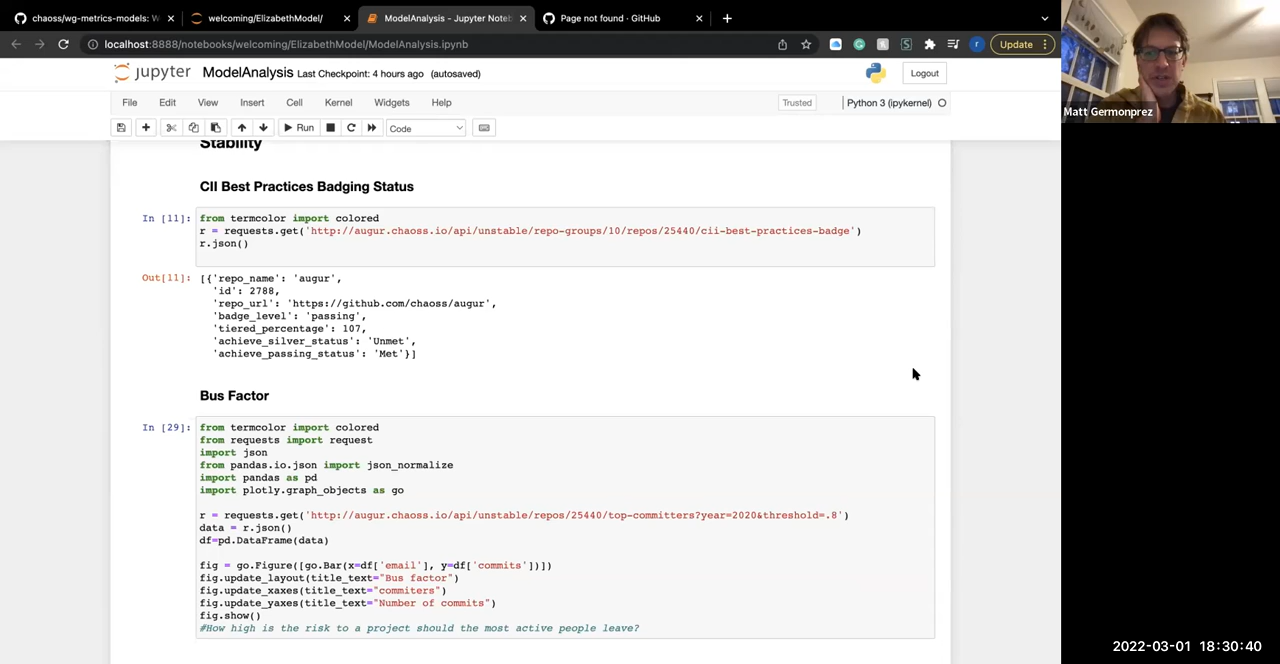 chaoss/wg-metrics-models: W
welcoming/ElizabethModel/
ModelAnalysis - Jupyter Noteb
Page not found · GitHub
localhost:8888/notebooks/welcoming/ElizabethModel/ModelAnalysis.ipynb
r
Update
jupyter ModelAnalysis Last Checkpoint: 4 hours ago (autosaved)
Logout
File Edit View Insert Cell Kernel Widgets Help
Trusted
Python 3 (ipykernel)
Run
Code
Stability
CII Best Practices Badging Status
In [11]: from termcolor import colored
r = requests.get('http://augur.chaoss.io/api/unstable/repo-groups/10/repos/25440/cii-best-practices-badge')
r.json()
Out[11]: [{'repo_name': 'augur',
'id': 2788,
'repo_url': 'https://github.com/chaoss/augur',
'badge_level': 'passing',
'tiered_percentage': 107,
'achieve_silver_status': 'Unmet',
'achieve_passing_status': 'Met'}]
Bus Factor
In [29]: from termcolor import colored
from requests import request
import json
from pandas.io.json import json_normalize
import pandas as pd
import plotly.graph_objects as go
r = requests.get('http://augur.chaoss.io/api/unstable/repos/25440/top-committers?year=2020&threshold=.8')
data = r.json()
df=pd.DataFrame(data)
fig = go.Figure([go.Bar(x=df['email'], y=df['commits'])])
fig.update_layout(title_text="Bus factor")
fig.update_xaxes(title_text="commiters")
fig.update_yaxes(title_text="Number of commits")
fig.show()
#How high is the risk to a project should the most active people leave?
Matt Germonprez
2022-03-01 18:30:40